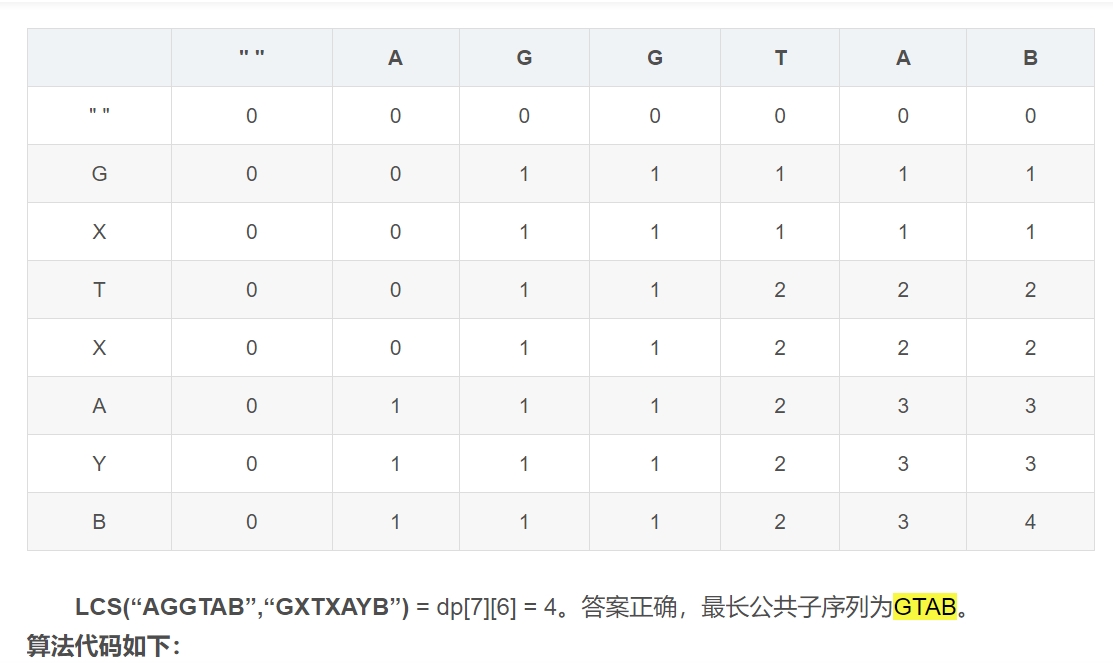 " " A G G T A B
" " 0 0 0 0 0 0 0
G 0 0 1 1 1 1 1
X 0 0 1 1 1 1 1
T 0 0 1 1 2 2 2
X 0 0 1 1 2 2 2
A 0 1 1 1 2 3 3
Y 0 1 1 1 2 3 3
B 0 1 1 1 2 3 4
LCS(“AGGTAB”,“GXTXAYB”) = dp[7][6] = 4。答案正确，最长公共子序列为GTAB。
算法代码如下：